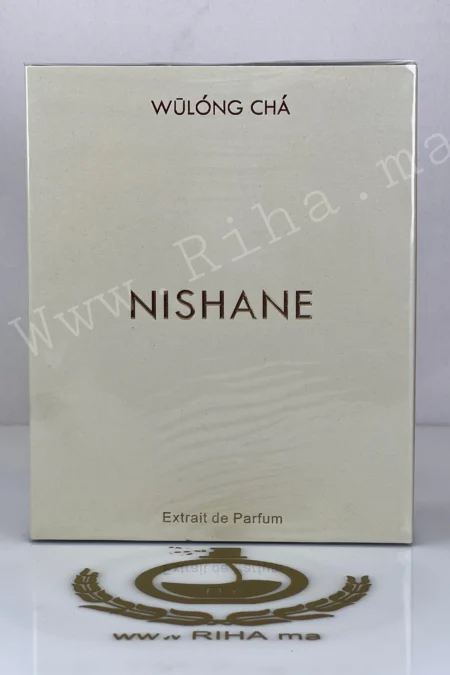 WŪLÓNG CHÁ
www.Riha.ma
NISHANE
Extrait de Parfum
www.v RIHA ma